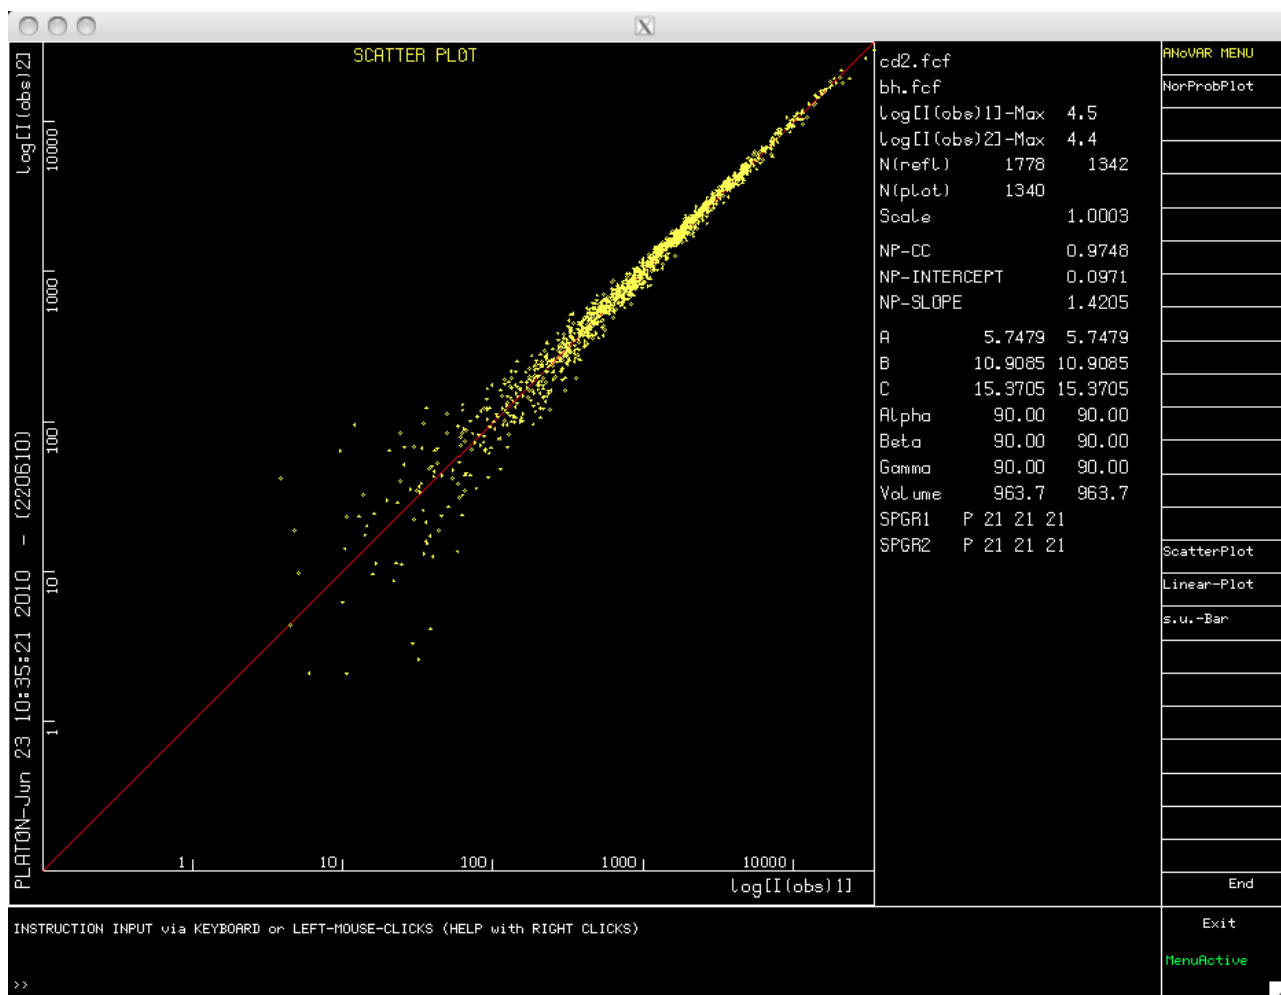 SCATTER PLOT
log[I(obs)2]
10000
1000
100
10
1
PLATON-Jun 23 10:35:21 2010 - (220610)
1 10 100 1000 10000
log[I(obs)1]
cd2.fcf
bh.fcf
log[I(obs)1]-Max 4.5
log[I(obs)2]-Max 4.4
N(refl) 1778 1342
N(plot) 1340
Scale 1.0003
NP-CC 0.9748
NP-INTERCEPT 0.0971
NP-SLOPE 1.4205
A 5.7479 5.7479
B 10.9085 10.9085
C 15.3705 15.3705
Alpha 90.00 90.00
Beta 90.00 90.00
Gamma 90.00 90.00
Volume 963.7 963.7
SPGR1 P 21 21 21
SPGR2 P 21 21 21
ANoVAR MENU
NorProbPlot
ScatterPlot
Linear-Plot
s.u.-Bar
End
Exit
MenuActive
INSTRUCTION INPUT via KEYBOARD or LEFT-MOUSE-CLICKS (HELP with RIGHT CLICKS)
>>